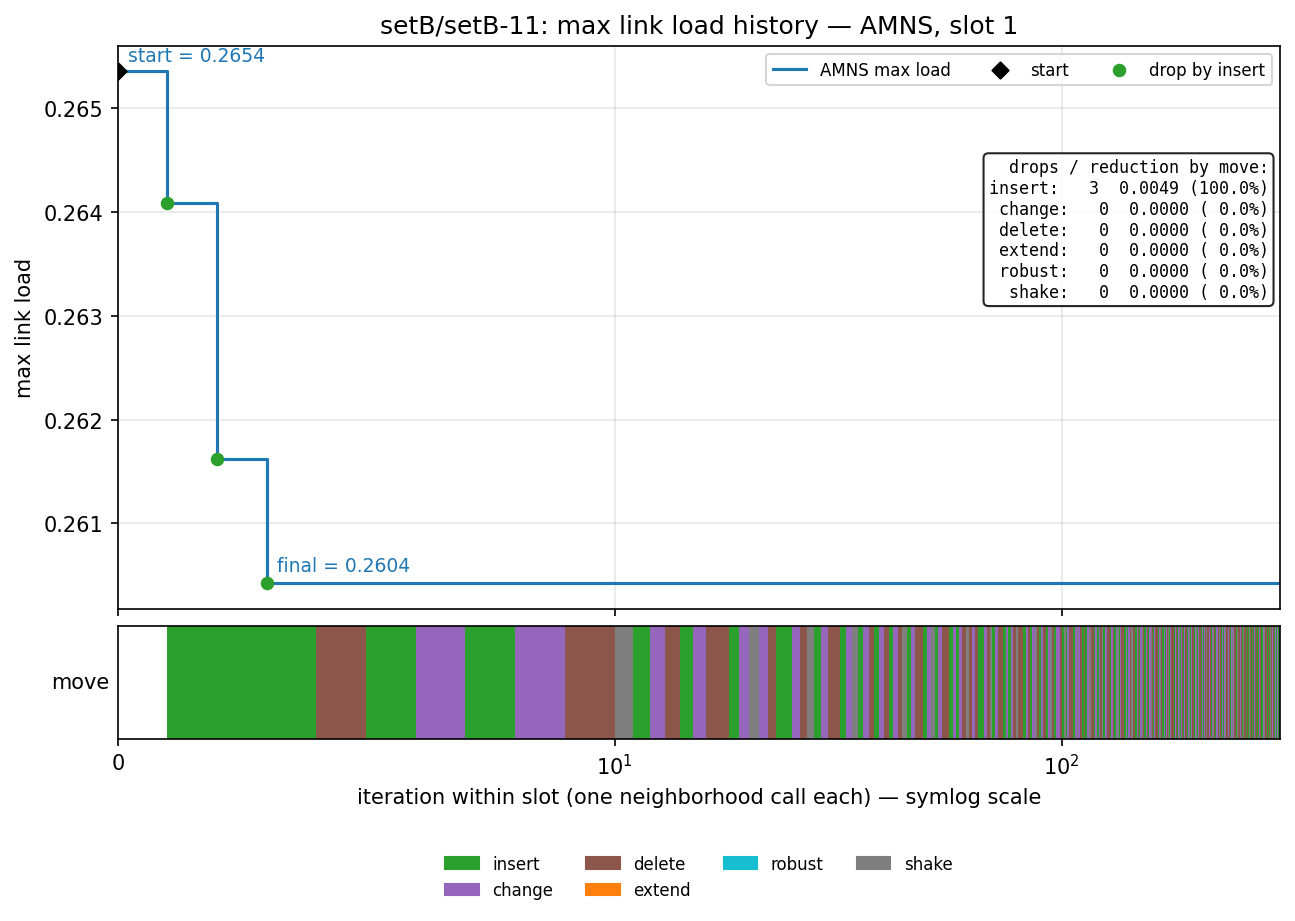 setB/setB-11: max link load history — AMNS, slot 1
start = 0.2654
AMNS max load
start
drop by insert
0.265
0.264
0.263
0.262
0.261
max link load
drops / reduction by move:
insert: 3 0.0049 (100.0%)
change: 0 0.0000 ( 0.0%)
delete: 0 0.0000 ( 0.0%)
extend: 0 0.0000 ( 0.0%)
robust: 0 0.0000 ( 0.0%)
shake: 0 0.0000 ( 0.0%)
final = 0.2604
move
0
10¹
10²
iteration within slot (one neighborhood call each) — symlog scale
insert
delete
robust
shake
change
extend